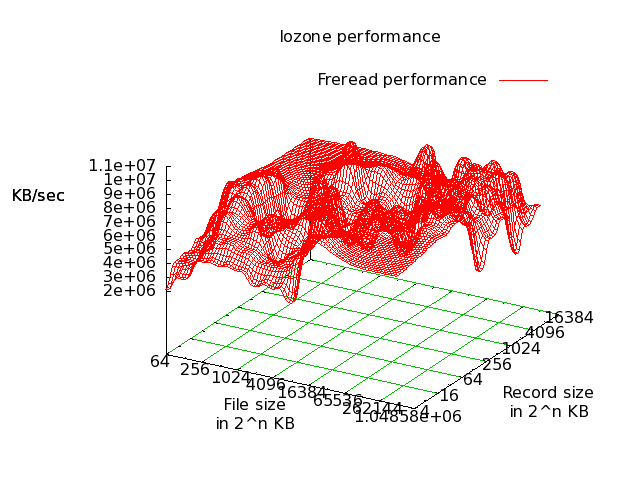 Iozone performance
Freread performance
KB/sec
1.1e+07
1e+07
9e+06
8e+06
7e+06
6e+06
5e+06
4e+06
3e+06
2e+06
64
256
1024
4096
16384
65536
262144
1.04858e+06
File size
in 2^n KB
4
16
64
256
1024
4096
16384
Record size
in 2^n KB